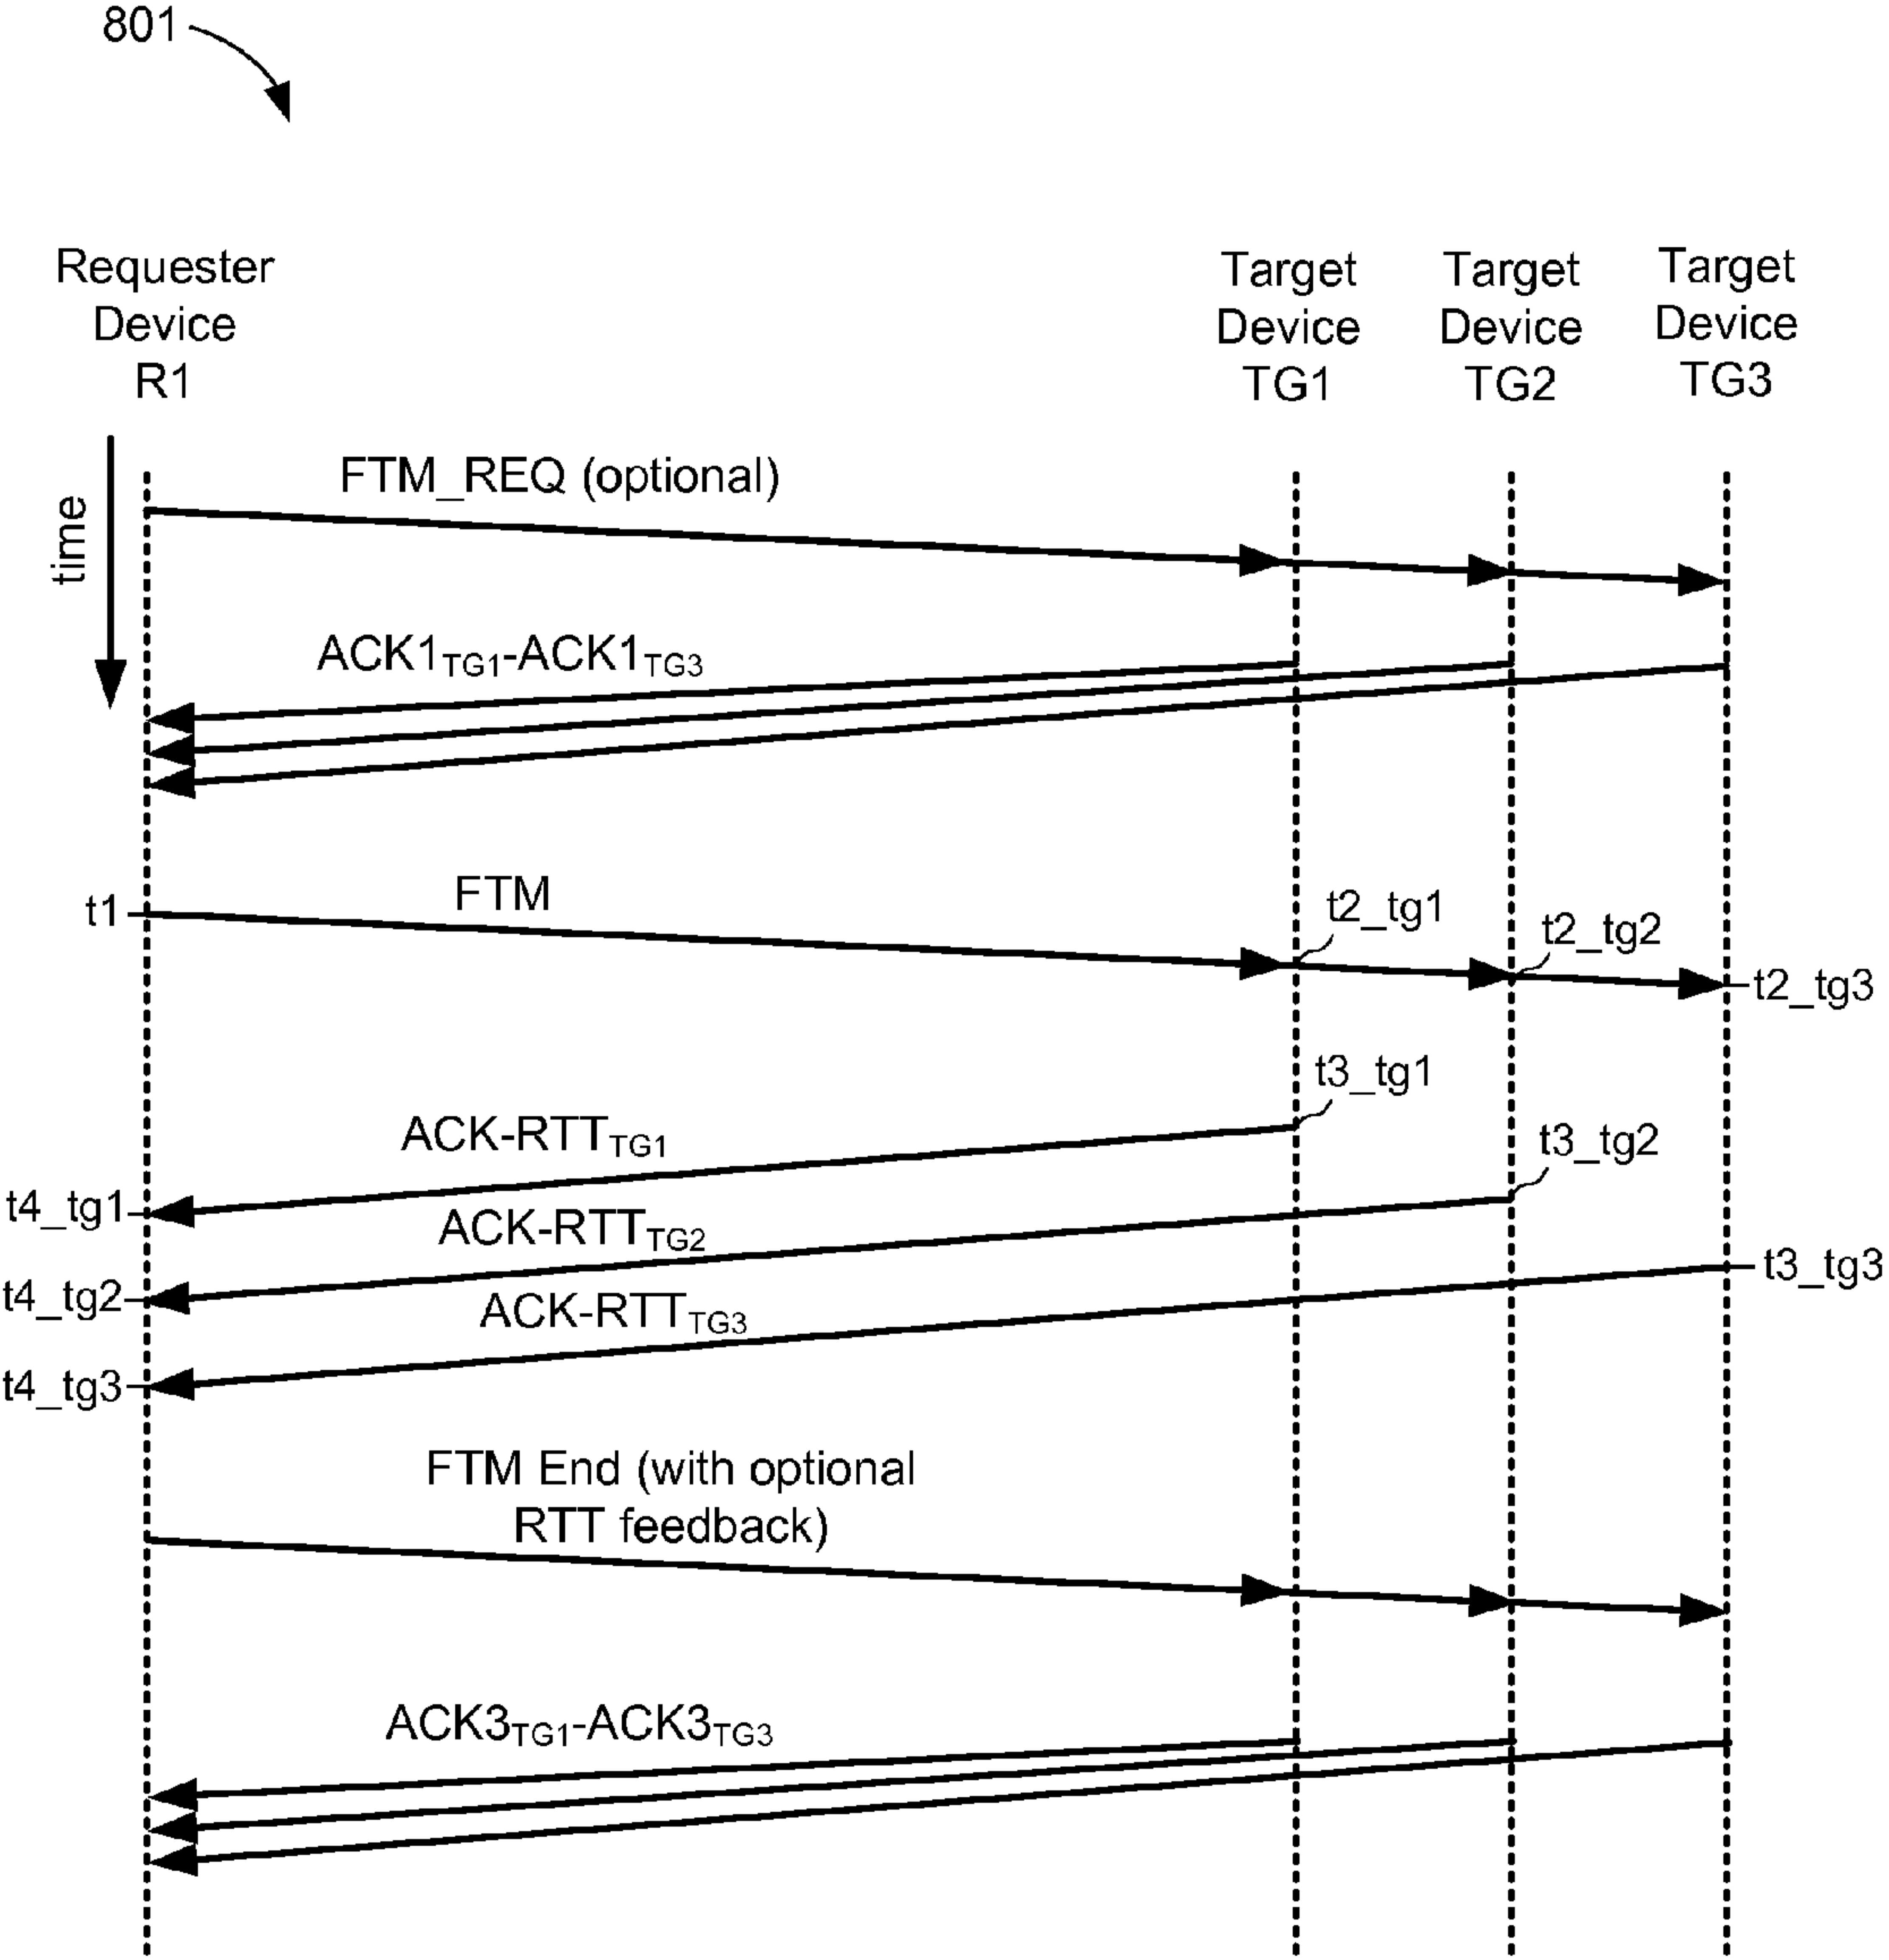 801
Requester
Device
R1
Target
Device
TG1
Target
Device
TG2
Target
Device
TG3
time
FTM_REQ (optional)
ACK1TG1-ACK1TG3
t1
FTM
t2_tg1
t2_tg2
t2_tg3
t3_tg1
ACK-RTTTG1
t3_tg2
t4_tg1
ACK-RTTTG2
t3_tg3
t4_tg2
ACK-RTTTG3
t4_tg3
FTM End (with optional
RTT feedback)
ACK3TG1-ACK3TG3